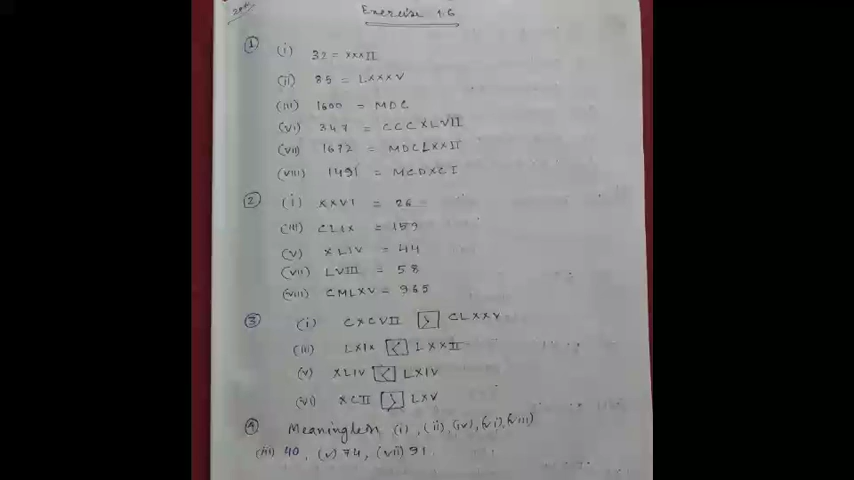 Exercise 1.6
① (i) 32 = XXXII
(ii) 85 = LXXXV
(iii) 1600 = MDC
(vi) 347 = CCCXLVII
(vii) 1672 = MDCLXXII
(viii) 1491 = MCDXCI
② (i) XXVI = 26
(iii) CLIX = 159
(v) XLIV = 44
(vii) LVIII = 58
(viii) CMLXV = 965
③ (i) CXCVII > CLXXV
(iii) LXIX < LXXII
(v) XLIV < LXIV
(vi) XCII > LXV
④ Meaningless (i), (ii), (iv), (vi), (viii)
(iii) 40, (v) 74, (vii) 91.